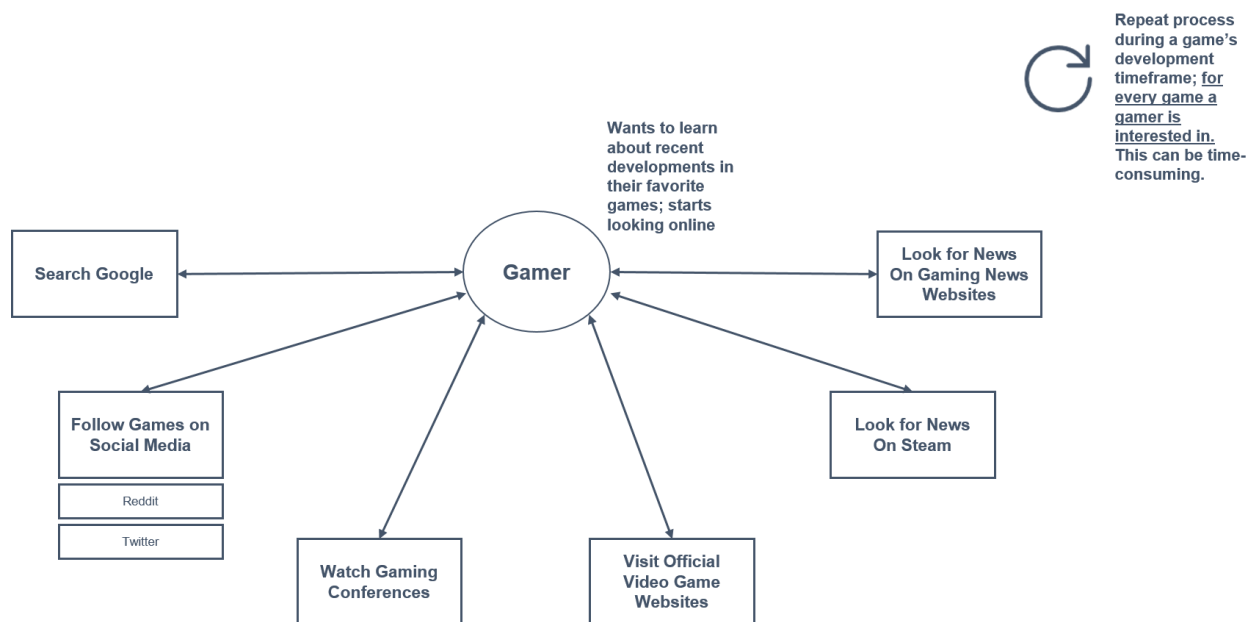 Repeat process
during a game’s
development
timeframe; for
every game a
gamer is
interested in.
This can be time-
consuming.
Wants to learn
about recent
developments in
their favorite
games; starts
looking online
Search Google
Gamer
Look for News
On Gaming News
Websites
Follow Games on
Social Media
Reddit
Twitter
Look for News
On Steam
Watch Gaming
Conferences
Visit Official
Video Game
Websites